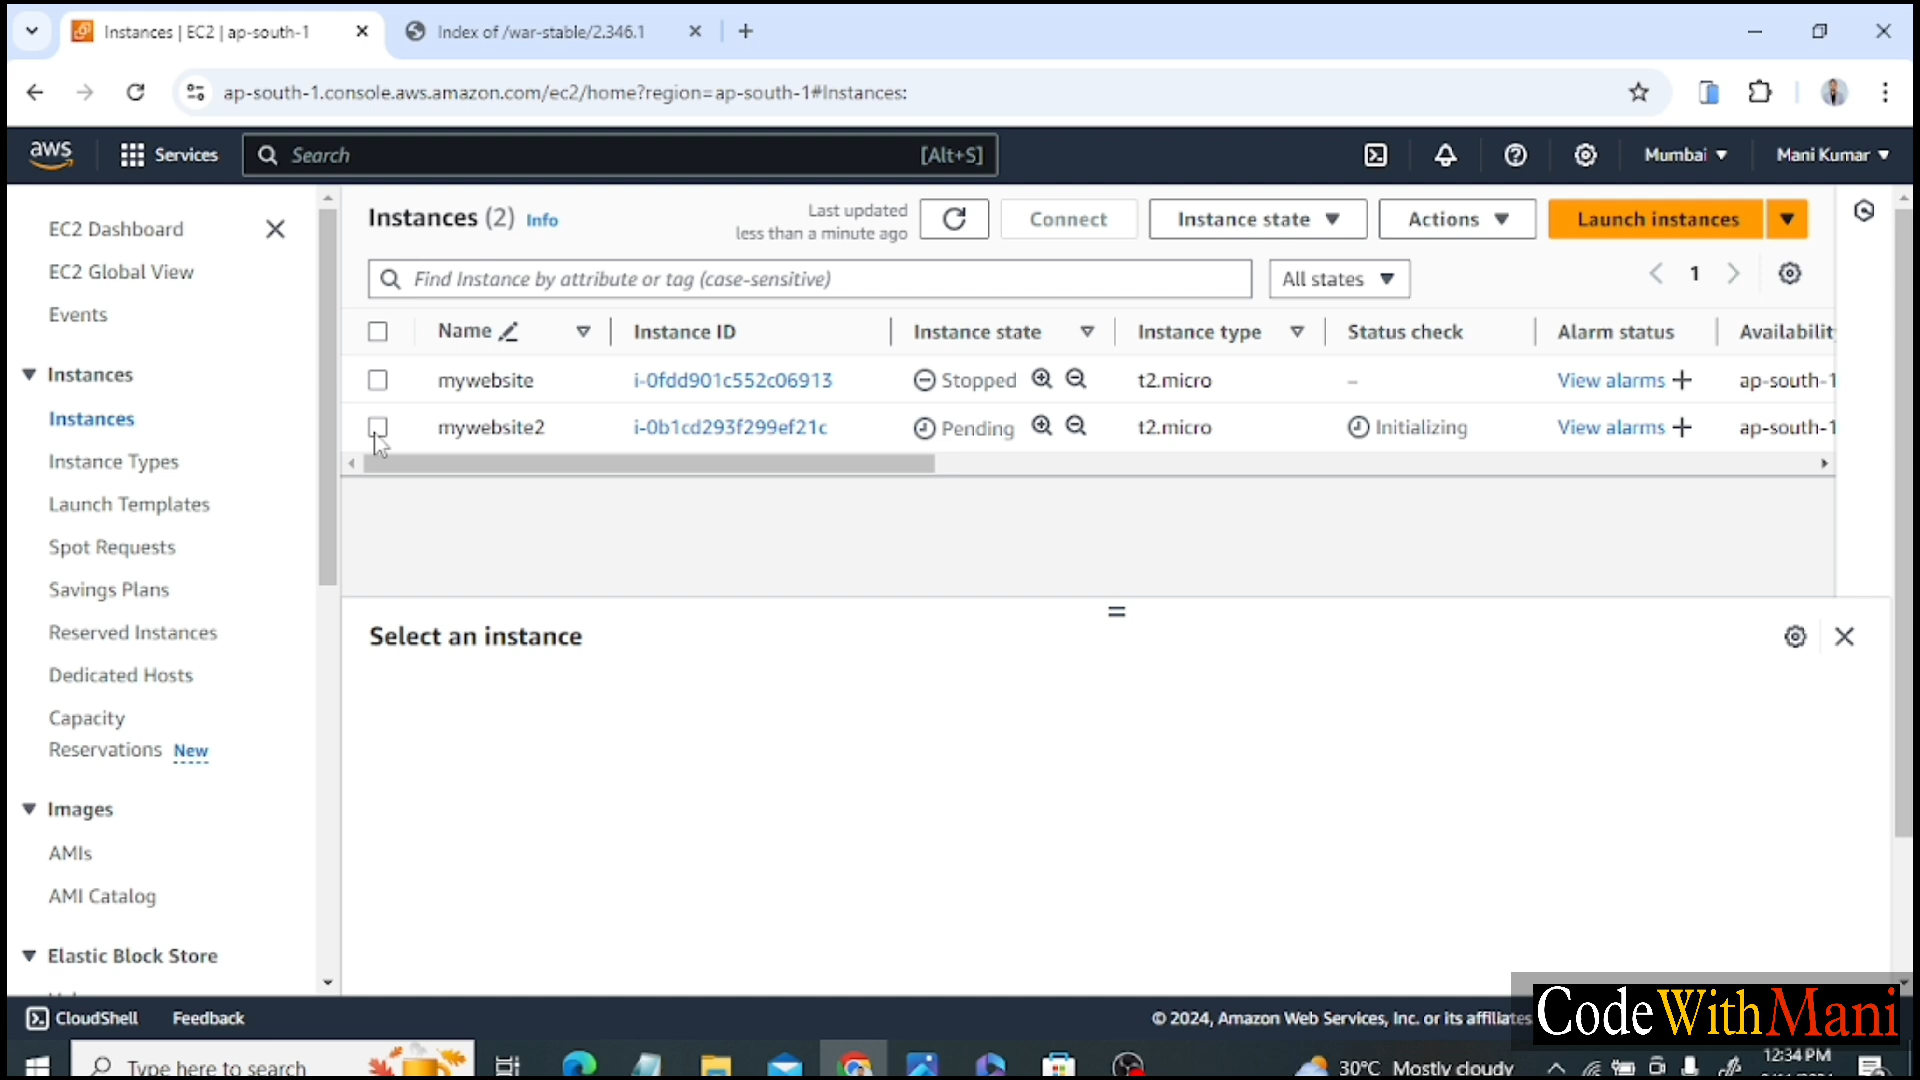 Instances | EC2 | ap-south-1
Index of /war-stable/2.346.1
ap-south-1.console.aws.amazon.com/ec2/home?region=ap-south-1#Instances:
aws
Services
Search
[Alt+S]
Mumbai
Mani Kumar
EC2 Dashboard
EC2 Global View
Events
Instances
Instances
Instance Types
Launch Templates
Spot Requests
Savings Plans
Reserved Instances
Dedicated Hosts
Capacity
Reservations New
Images
AMIs
AMI Catalog
Elastic Block Store
Instances (2) Info
Last updated
less than a minute ago
Connect
Instance state
Actions
Launch instances
Find Instance by attribute or tag (case-sensitive)
All states
1
Name Instance ID Instance state Instance type Status check Alarm status Availabilit
mywebsite i-0fdd901c552c06913 Stopped t2.micro – View alarms + ap-south-1
mywebsite2 i-0b1cd293f299ef21c Pending t2.micro Initializing View alarms + ap-south-1
Select an instance
CloudShell
Feedback
© 2024, Amazon Web Services, Inc. or its affiliates
CodeWithMani
Type here to search
30°C Mostly cloudy
12:34 PM